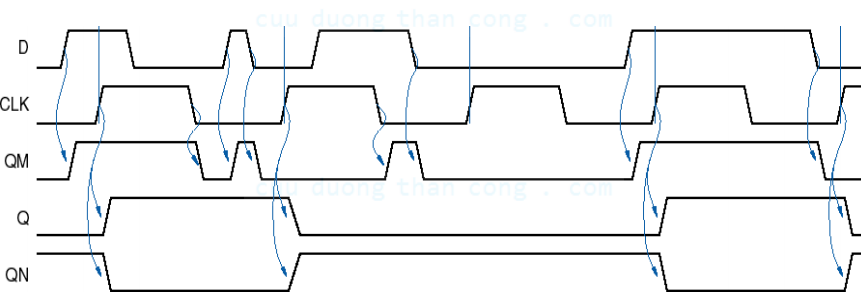 cuu duong than cong . com
D
CLK
QM
cuu duong than cong . com
Q
QN